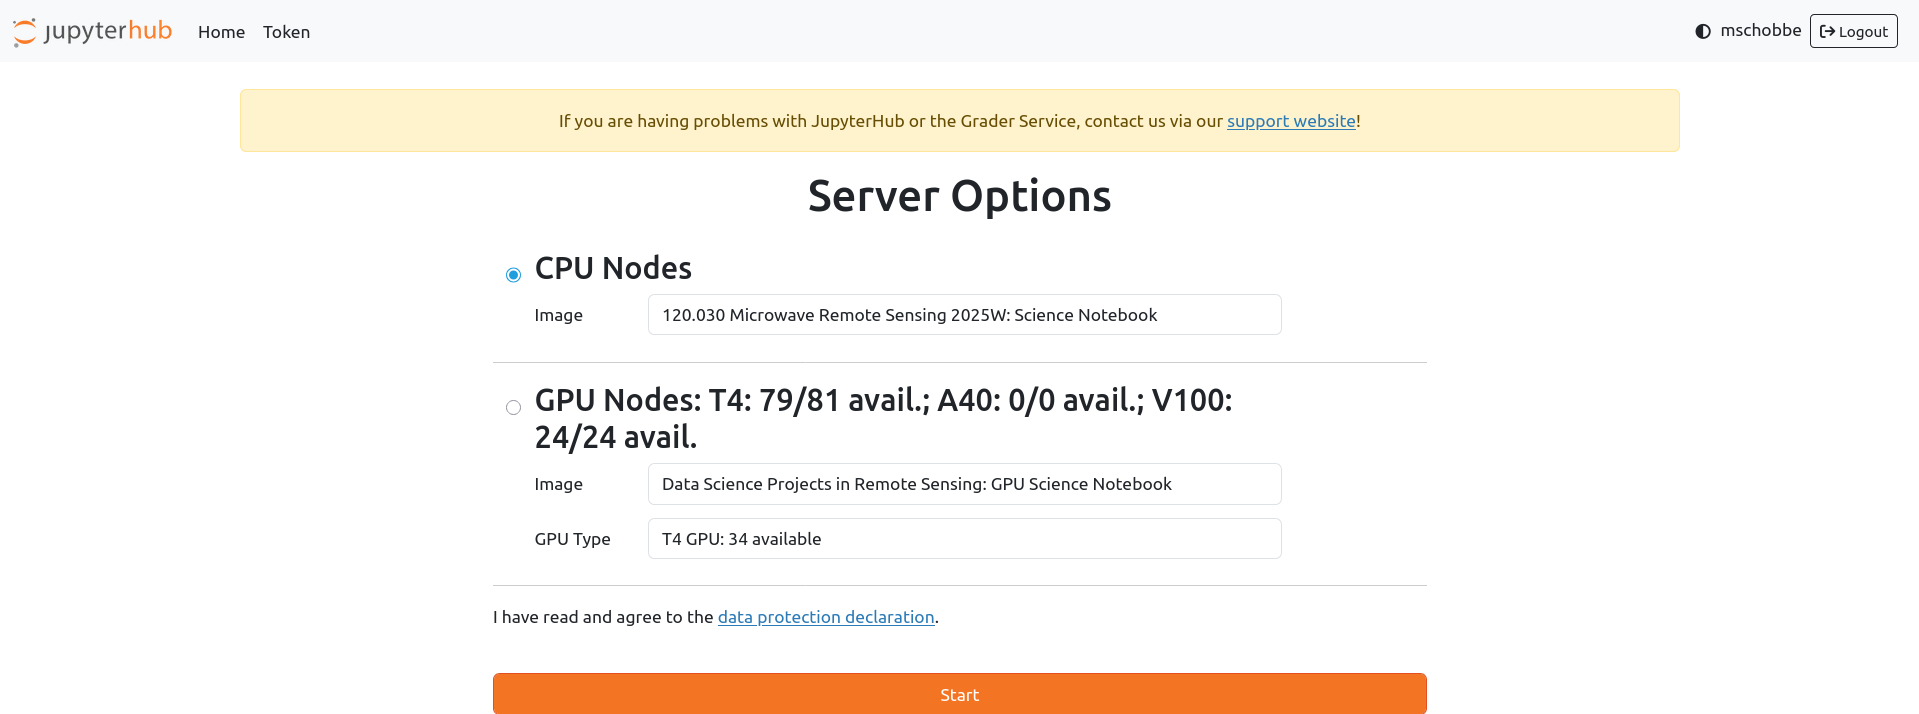 jupyterhub Home Token mschobbe Logout
If you are having problems with JupyterHub or the Grader Service, contact us via our support website!
Server Options
CPU Nodes
Image 120.030 Microwave Remote Sensing 2025W: Science Notebook
GPU Nodes: T4: 79/81 avail.; A40: 0/0 avail.; V100:
24/24 avail.
Image Data Science Projects in Remote Sensing: GPU Science Notebook
GPU Type T4 GPU: 34 available
I have read and agree to the data protection declaration.
Start